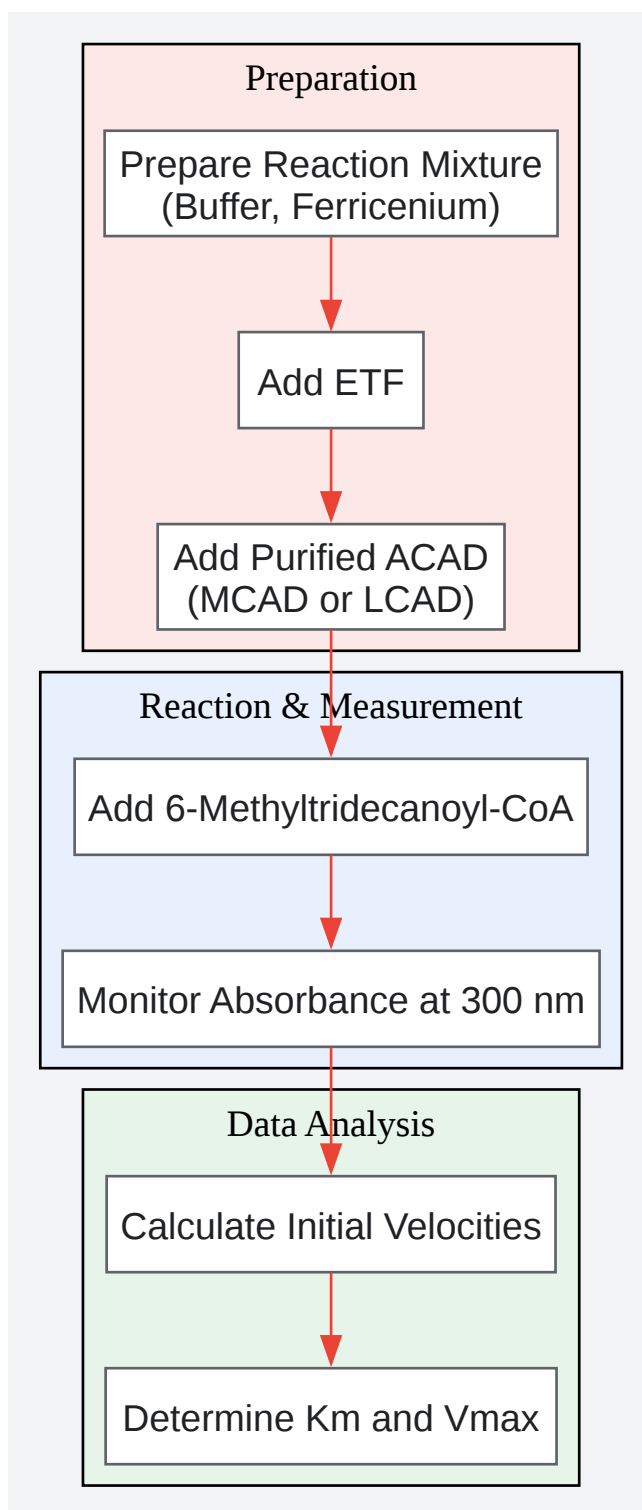 Preparation
Prepare Reaction Mixture
(Buffer, Ferricenium)
Add ETF
Add Purified ACAD
(MCAD or LCAD)
Reaction & Measurement
Add 6-Methyltridecanoyl-CoA
Monitor Absorbance at 300 nm
Data Analysis
Calculate Initial Velocities
Determine Km and Vmax